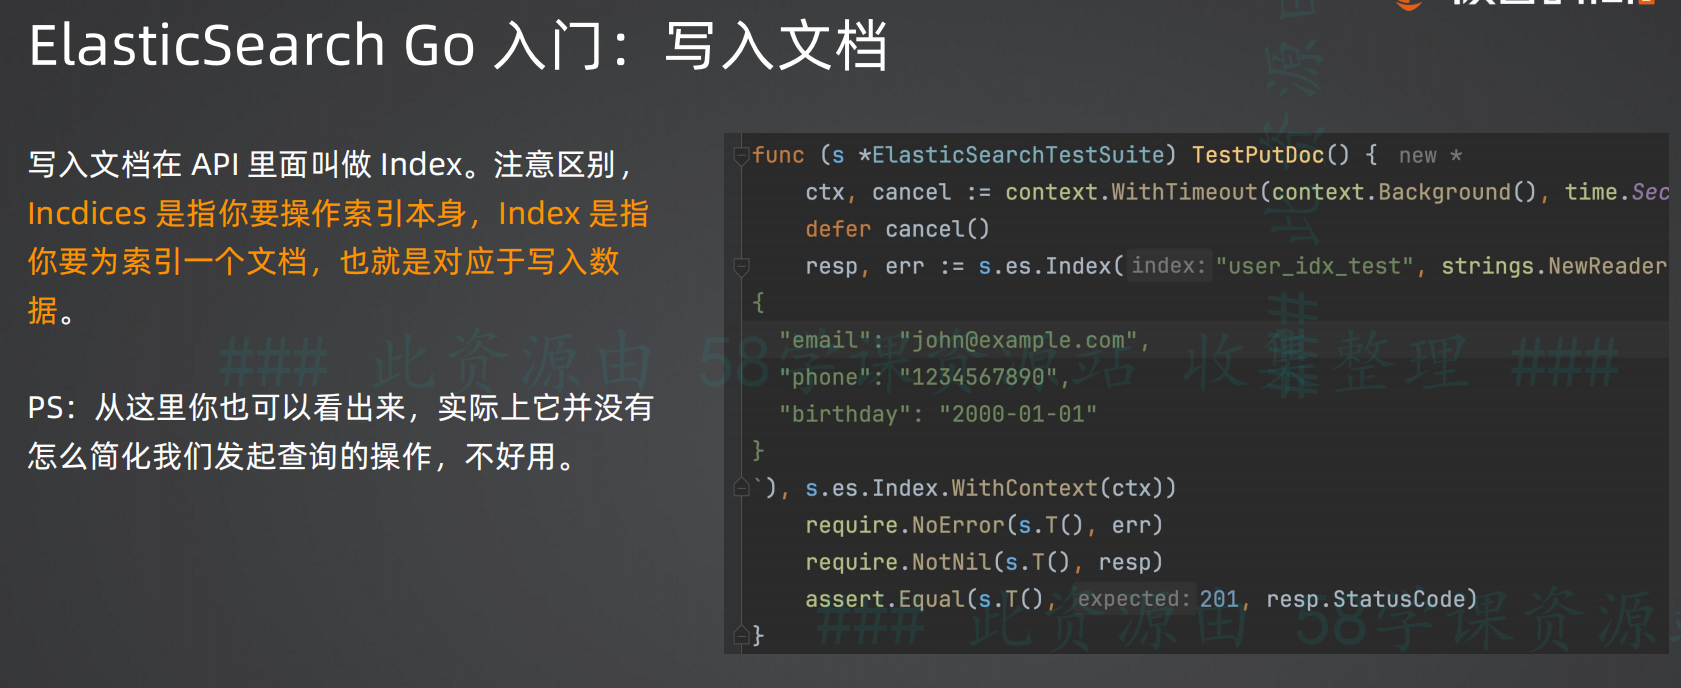 ElasticSearch Go 入门：写入文档
写入文档在 API 里面叫做 Index。注意区别，
Incdices 是指你要操作索引本身，Index 是指
你要为索引一个文档，也就是对应于写入数
据。
PS：从这里你也可以看出来，实际上它并没有
怎么简化我们发起查询的操作，不好用。
func (s *ElasticSearchTestSuite) TestPutDoc() { new *
ctx, cancel := context.WithTimeout(context.Background(), time.Sec
defer cancel()
resp, err := s.es.Index( index: "user_idx_test", strings.NewReader
{
"email": "john@example.com",
"phone": "1234567890",
"birthday": "2000-01-01"
}
`), s.es.Index.WithContext(ctx))
require.NoError(s.T(), err)
require.NotNil(s.T(), resp)
assert.Equal(s.T(), expected: 201, resp.StatusCode)
}
### 此资源由 58学课资源站 收集整理 ###
### 此资源由 58学课资源